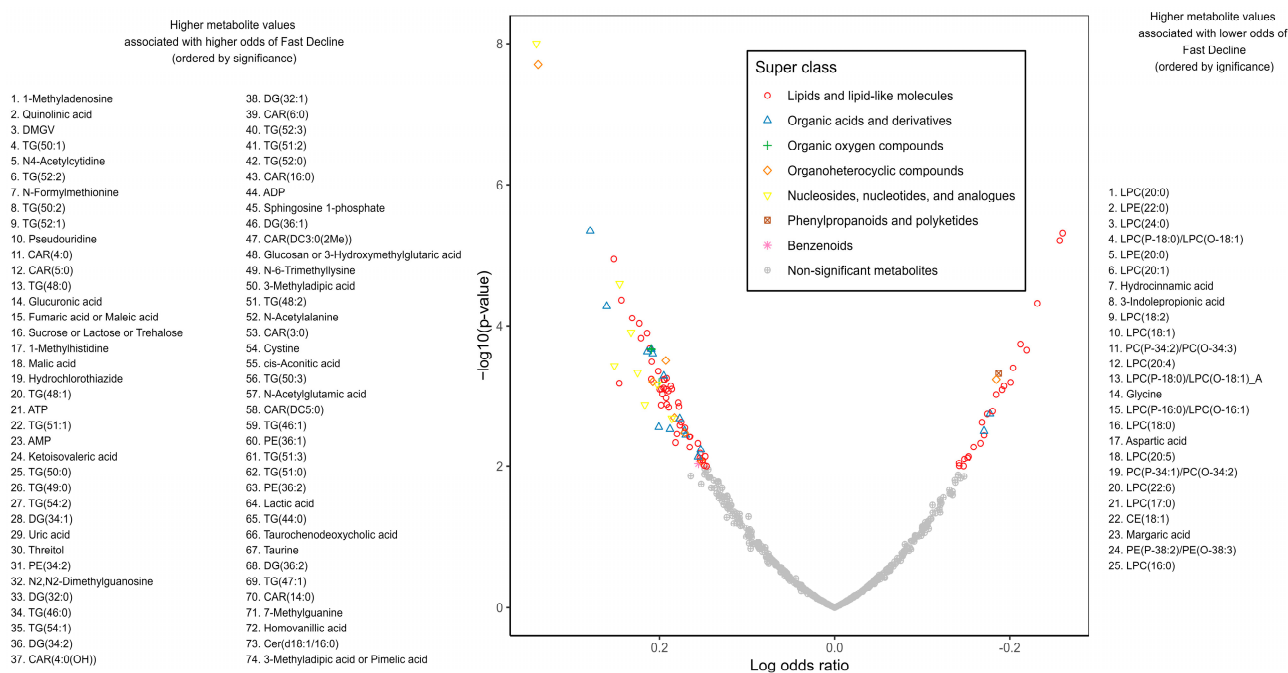 Higher metabolite values
associated with higher odds of Fast Decline
(ordered by significance)
1. 1-Methyladenosine
2. Quinolinic acid
3. DMGV
4. TG(50:1)
5. N4-Acetylcytidine
6. TG(52:2)
7. N-Formylmethionine
8. TG(50:2)
9. TG(52:1)
10. Pseudouridine
11. CAR(4:0)
12. CAR(5:0)
13. TG(48:0)
14. Glucuronic acid
15. Fumaric acid or Maleic acid
16. Sucrose or Lactose or Trehalose
17. 1-Methylhistidine
18. Malic acid
19. Hydrochlorothiazide
20. TG(48:1)
21. ATP
22. TG(51:1)
23. AMP
24. Ketoisovaleric acid
25. TG(50:0)
26. TG(49:0)
27. TG(54:2)
28. DG(34:1)
29. Uric acid
30. Threitol
31. PE(34:2)
32. N2,N2-Dimethylguanosine
33. DG(32:0)
34. TG(46:0)
35. TG(54:1)
36. DG(34:2)
37. CAR(4:0(OH))
38. DG(32:1)
39. CAR(6:0)
40. TG(52:3)
41. TG(51:2)
42. TG(52:0)
43. CAR(16:0)
44. ADP
45. Sphingosine 1-phosphate
46. DG(36:1)
47. CAR(DC3:0(2Me))
48. Glucosan or 3-Hydroxymethylglutaric acid
49. N-6-Trimethyllysine
50. 3-Methyladipic acid
51. TG(48:2)
52. N-Acetylalanine
53. CAR(3:0)
54. Cystine
55. cis-Aconitic acid
56. TG(50:3)
57. N-Acetylglutamic acid
58. CAR(DC5:0)
59. TG(46:1)
60. PE(36:1)
61. TG(51:3)
62. TG(51:0)
63. PE(36:2)
64. Lactic acid
65. TG(44:0)
66. Taurochenodeoxycholic acid
67. Taurine
68. DG(36:2)
69. TG(47:1)
70. CAR(14:0)
71. 7-Methylguanine
72. Homovanillic acid
73. Cer(d18:1/16:0)
74. 3-Methyladipic acid or Pimelic acid
−log10(p-value)
8
6
4
2
0
Super class
Lipids and lipid-like molecules
Organic acids and derivatives
Organic oxygen compounds
Organoheterocyclic compounds
Nucleosides, nucleotides, and analogues
Phenylpropanoids and polyketides
Benzenoids
Non-significant metabolites
0.2
0.0
-0.2
Log odds ratio
Higher metabolite values
associated with lower odds of
Fast Decline
(ordered by ignificance)
1. LPC(20:0)
2. LPE(22:0)
3. LPC(24:0)
4. LPC(P-18:0)/LPC(O-18:1)
5. LPE(20:0)
6. LPC(20:1)
7. Hydrocinnamic acid
8. 3-Indolepropionic acid
9. LPC(18:2)
10. LPC(18:1)
11. PC(P-34:2)/PC(O-34:3)
12. LPC(20:4)
13. LPC(P-18:0)/LPC(O-18:1)_A
14. Glycine
15. LPC(P-16:0)/LPC(O-16:1)
16. LPC(18:0)
17. Aspartic acid
18. LPC(20:5)
19. PC(P-34:1)/PC(O-34:2)
20. LPC(22:6)
21. LPC(17:0)
22. CE(18:1)
23. Margaric acid
24. PE(P-38:2)/PE(O-38:3)
25. LPC(16:0)